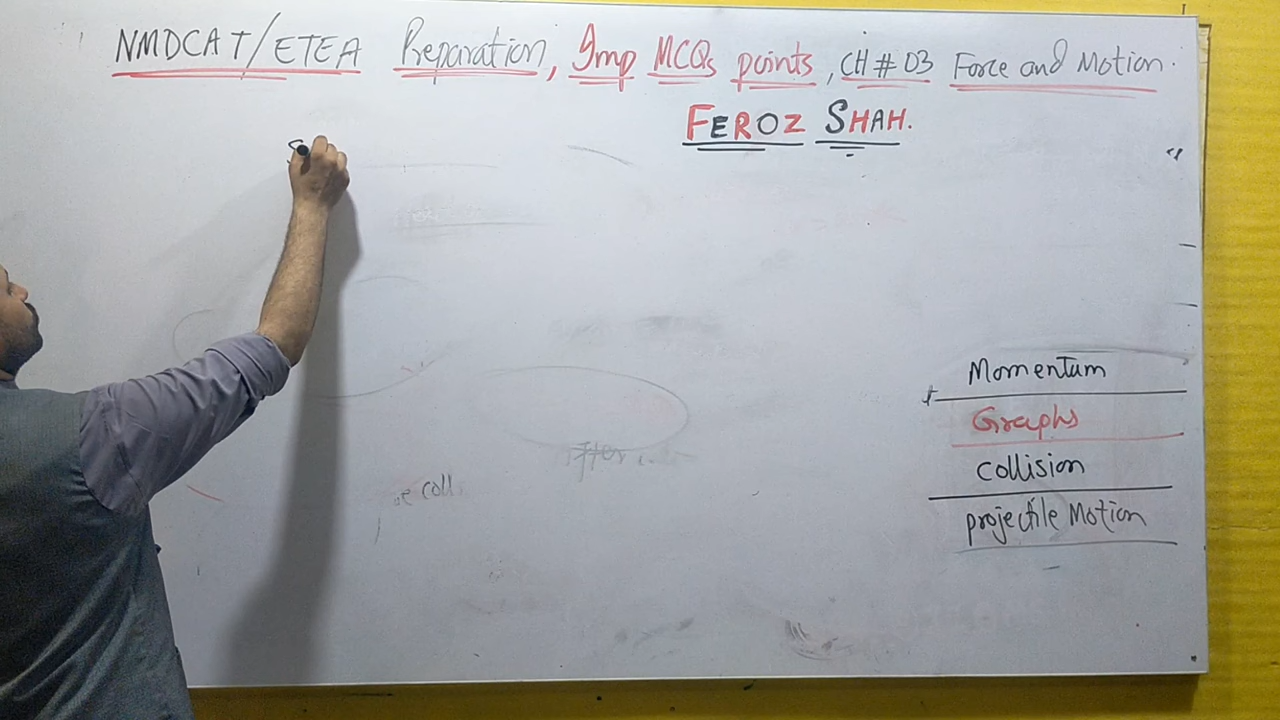 NMDCAT/ETEA Preparation, Imp MCQs points, CH # 03 Force and Motion.
FEROZ SHAH.
Momentum
Graphs
collision
projectile Motion